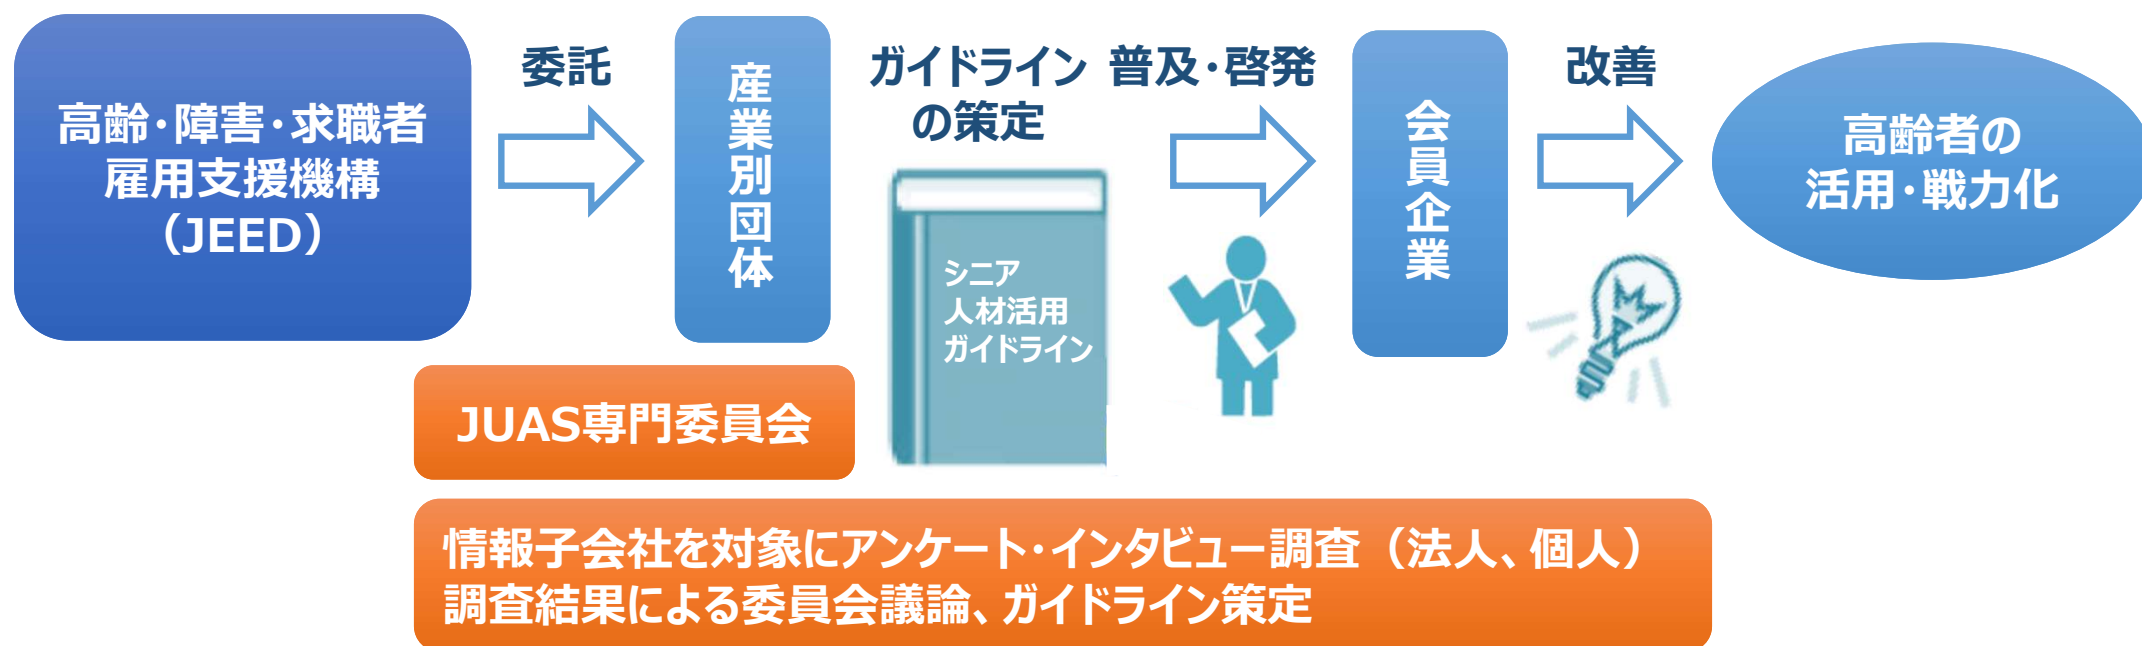 高齢・障害・求職者
雇用支援機構
（JEED）
委託
産業別団体
ガイドライン
の策定
シニア
人材活用
ガイドライン
普及・啓発
会員企業
改善
高齢者の
活用・戦力化
JUAS専門委員会
情報子会社を対象にアンケート・インタビュー調査（法人、個人）
調査結果による委員会議論、ガイドライン策定